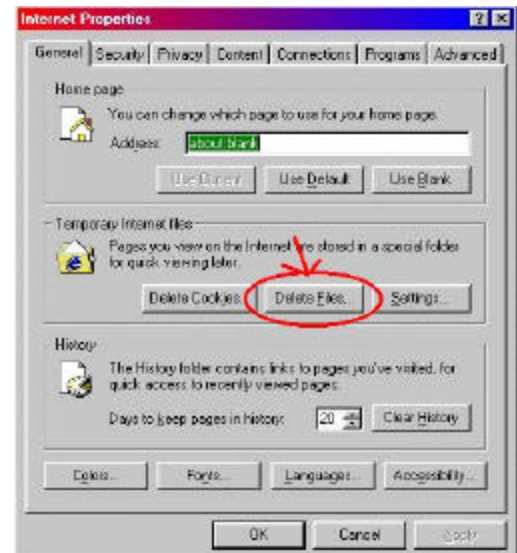 Internet Properties
General Security Privacy Content Connections Programs Advanced
Home page
You can change which page to use for your home page.
Address: about:blank
Use Current Use Default Use Blank
Temporary Internet files
Pages you view on the Internet are stored in a special folder
for quick viewing later.
Delete Cookies... Delete Files... Settings...
History
The History folder contains links to pages you've visited, for
quick access to recently viewed pages.
Days to keep pages in history: 20 Clear History
Colors... Fonts... Languages... Accessibility...
OK Cancel Apply